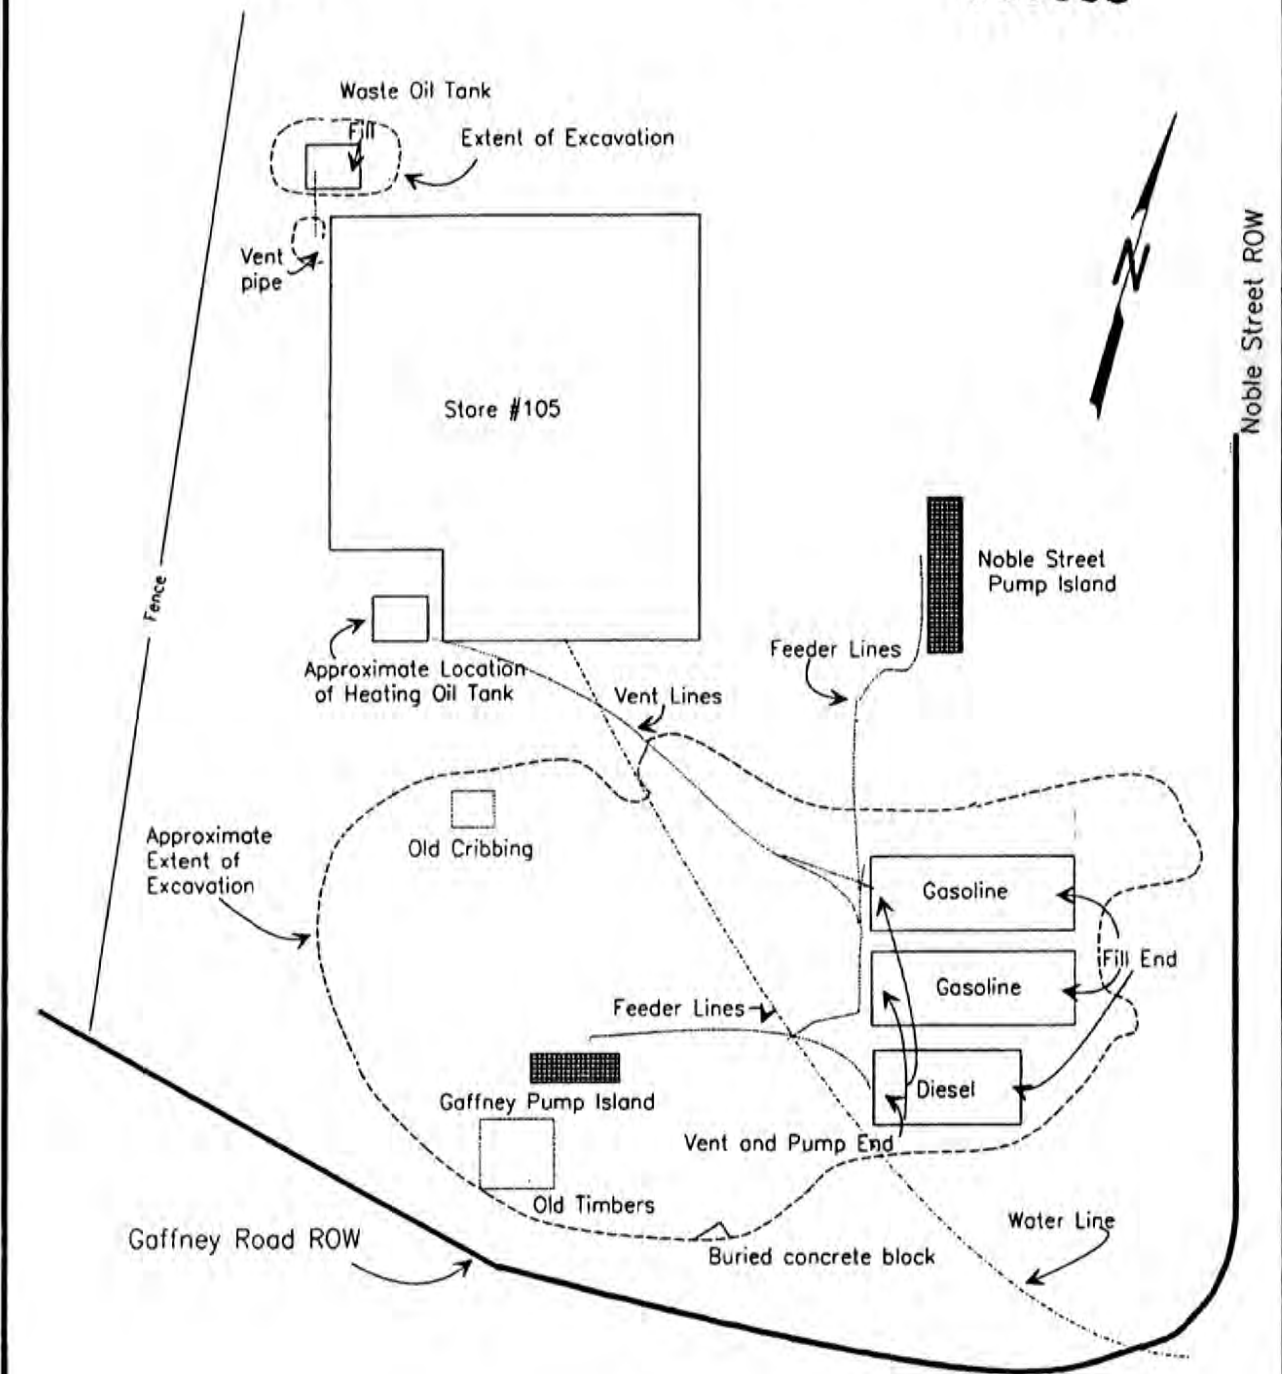 Waste Oil Tank
Fill
Extent of Excavation
Vent
pipe
N
Noble Street ROW
Store #105
Fence
Noble Street
Pump Island
Approximate Location
of Heating Oil Tank
Feeder Lines
Vent Lines
Approximate
Extent of
Excavation
Old Cribbing
Gasoline
Gasoline
Fill End
Feeder Lines
Diesel
Gaffney Pump Island
Vent and Pump End
Old Timbers
Water Line
Gaffney Road ROW
Buried concrete block